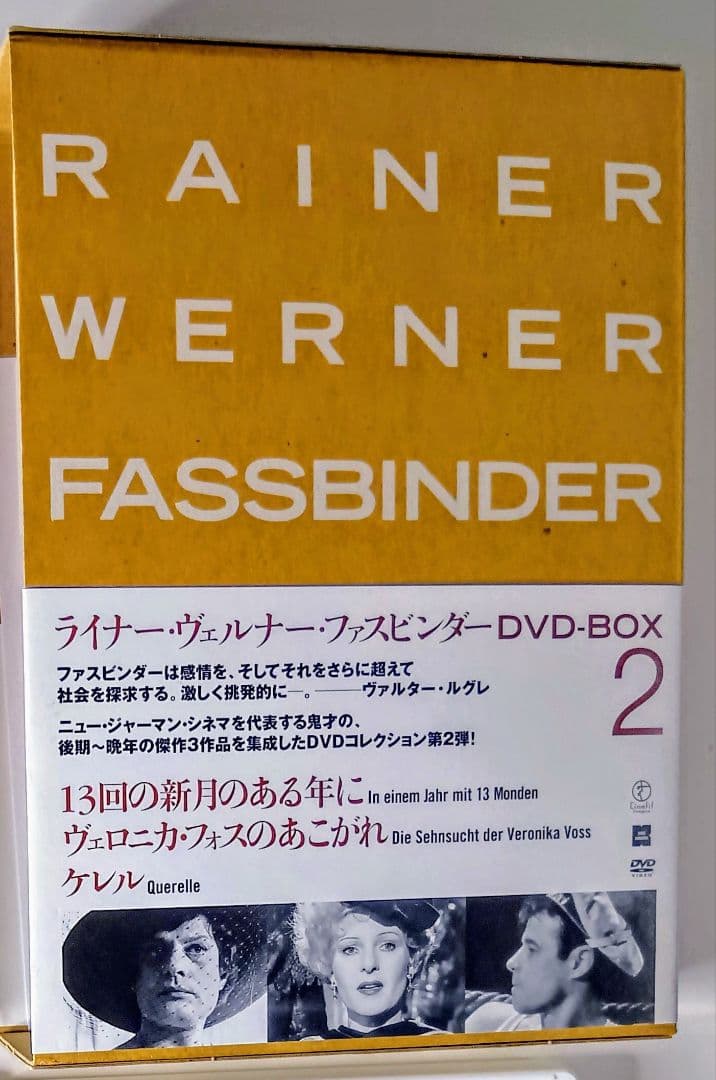 RAINER
WERNER
FASSBINDER
ライナー・ヴェルナー・ファスビンダー DVD-BOX
2
ファスビンダーは感情を、そしてそれをさらに超えて
社会を探求する。激しく挑発的に―。―――ヴァルター・ルグレ
ニュー・ジャーマン・シネマを代表する鬼才の、
後期～晩年の傑作3作品を集成したDVDコレクション第2弾!
13回の新月のある年に In einem Jahr mit 13 Monden
ヴェロニカ・フォスのあこがれ Die Sehnsucht der Veronika Voss
ケレル Querelle
Cinefil
DVD
VIDEO